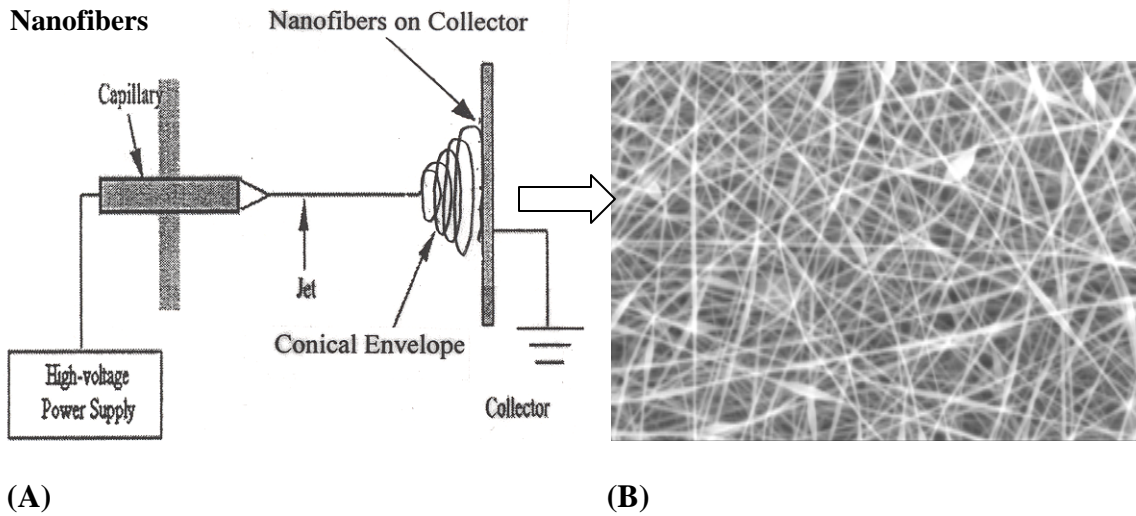 Nanofibers
Nanofibers on Collector
Capillary
Jet
Conical Envelope
High-voltage
Power Supply
Collector
(A)
(B)